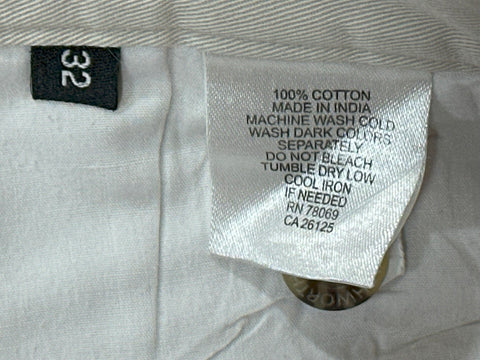 32
100% COTTON
MADE IN INDIA
MACHINE WASH COLD
WASH DARK COLORS
SEPARATELY
DO NOT BLEACH
TUMBLE DRY LOW
COOL IRON
IF NEEDED
RN 78069
CA 26125